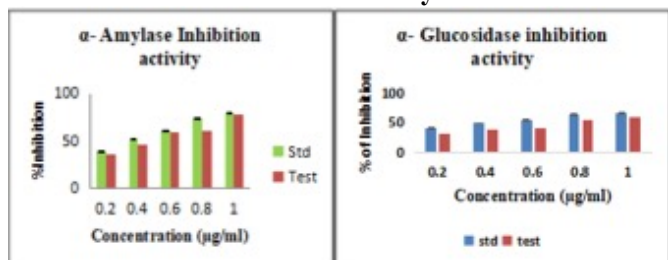 α- Amylase Inhibition
activity
%Inhibition
100
50
0
0.2 0.4 0.6 0.8 1
Concentration (µg/ml)
Std
Test
α- Glucosidase inhibition
activity
% of Inhibition
100
50
0
0.2 0.4 0.6 0.8 1
Concentration (µg/ml)
std test